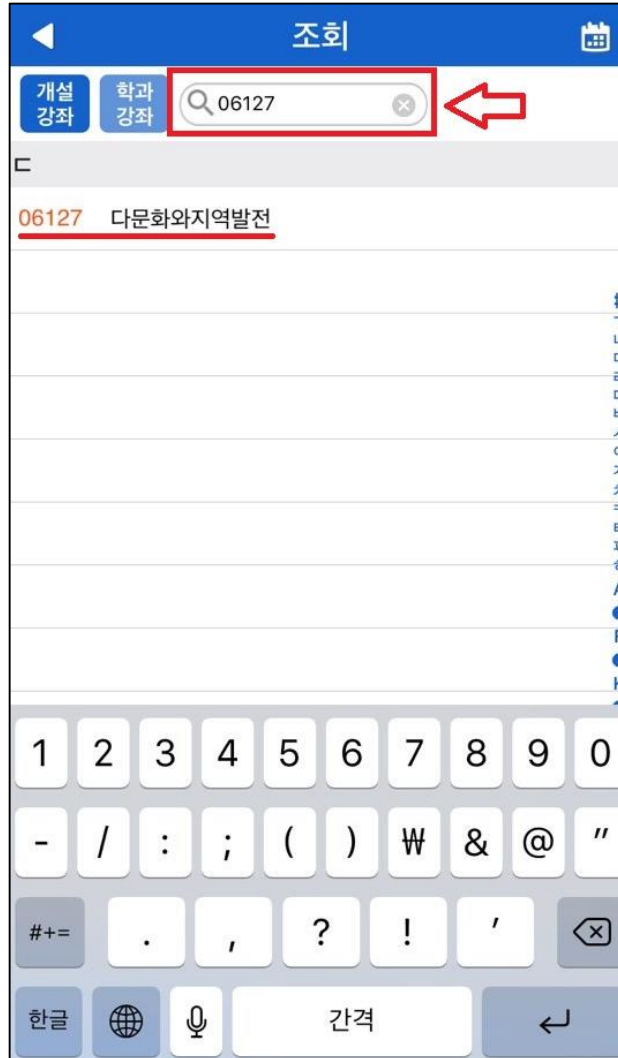 조회
개설
강좌
학과
강좌
06127
ㄷ
06127 다문화와지역발전
1 2 3 4 5 6 7 8 9 0
- / : ; ( ) ₩ & @ "
#+= . , ? ! '
한글 간격